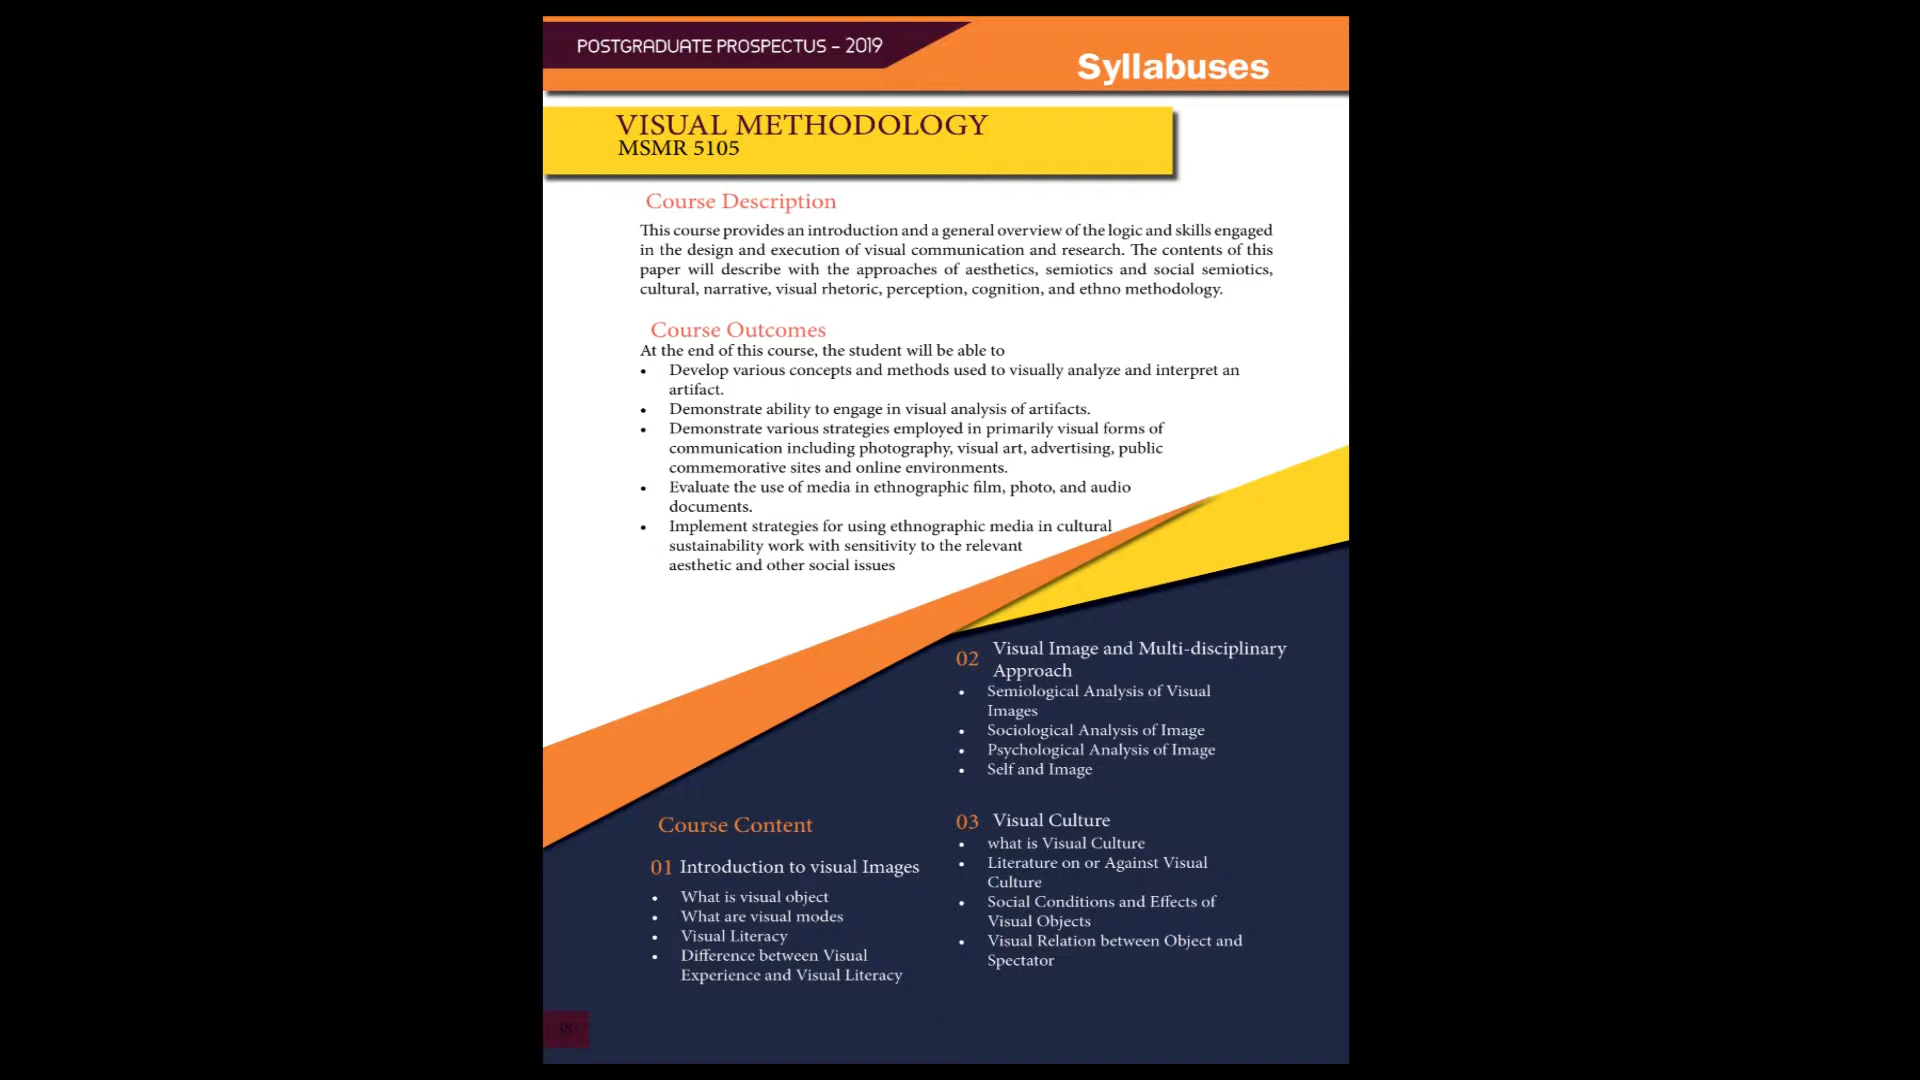 POSTGRADUATE PROSPECTUS – 2019
Syllabuses
VISUAL METHODOLOGY
MSMR 5105
Course Description
This course provides an introduction and a general overview of the logic and skills engaged
in the design and execution of visual communication and research. The contents of this
paper will describe with the approaches of aesthetics, semiotics and social semiotics,
cultural, narrative, visual rhetoric, perception, cognition, and ethno methodology.
Course Outcomes
At the end of this course, the student will be able to
• Develop various concepts and methods used to visually analyze and interpret an
artifact.
• Demonstrate ability to engage in visual analysis of artifacts.
• Demonstrate various strategies employed in primarily visual forms of
communication including photography, visual art, advertising, public
commemorative sites and online environments.
• Evaluate the use of media in ethnographic film, photo, and audio
documents.
• Implement strategies for using ethnographic media in cultural
sustainability work with sensitivity to the relevant
aesthetic and other social issues
Course Content
01 Introduction to visual Images
• What is visual object
• What are visual modes
• Visual Literacy
• Difference between Visual
Experience and Visual Literacy
02 Visual Image and Multi-disciplinary
Approach
• Semiological Analysis of Visual
Images
• Sociological Analysis of Image
• Psychological Analysis of Image
• Self and Image
03 Visual Culture
• what is Visual Culture
• Literature on or Against Visual
Culture
• Social Conditions and Effects of
Visual Objects
• Visual Relation between Object and
Spectator